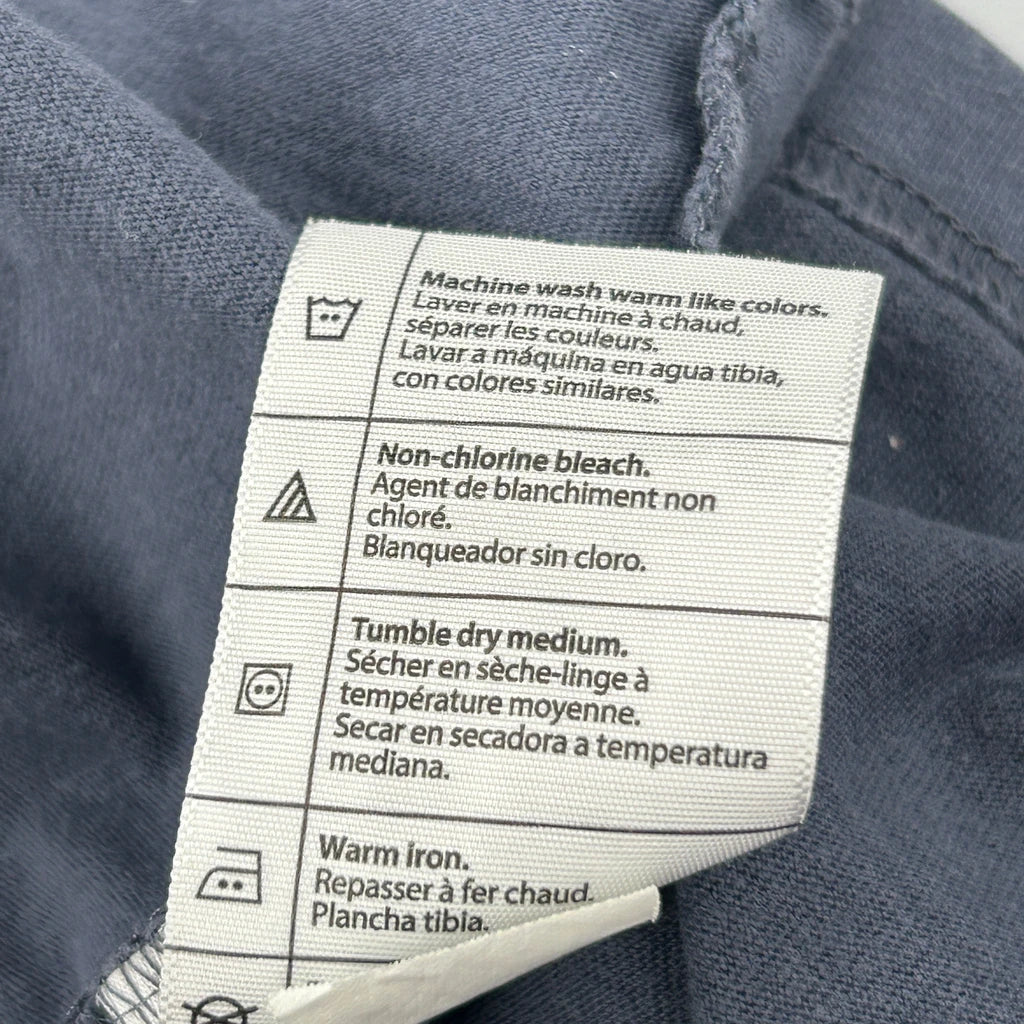 Machine wash warm like colors.
Laver en machine à chaud,
séparer les couleurs.
Lavar a máquina en agua tibia,
con colores similares.
Non-chlorine bleach.
Agent de blanchiment non
chloré.
Blanqueador sin cloro.
Tumble dry medium.
Sécher en sèche-linge à
température moyenne.
Secar en secadora a temperatura
mediana.
Warm iron.
Repasser à fer chaud.
Plancha tibia.